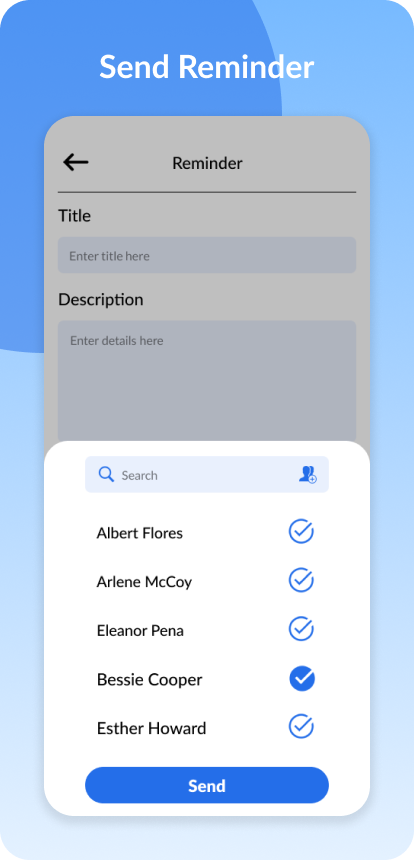 Send Reminder
Reminder
Title
Enter title here
Description
Enter details here
Search
Albert Flores
Arlene McCoy
Eleanor Pena
Bessie Cooper
Esther Howard
Send